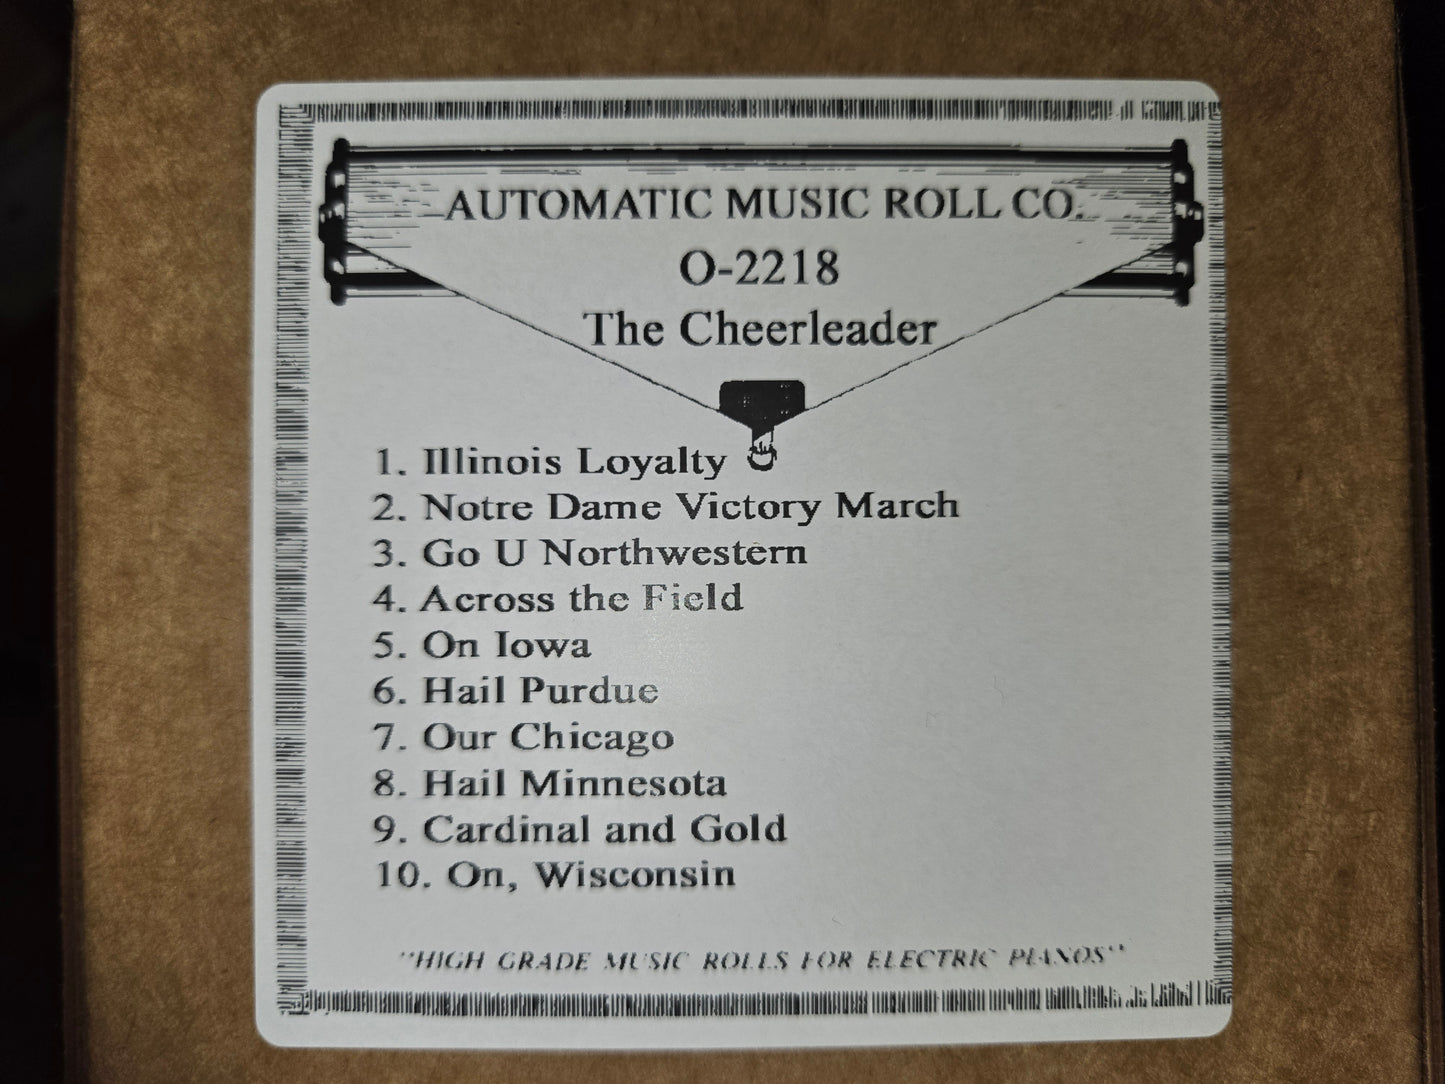 AUTOMATIC MUSIC ROLL CO.
O-2218
The Cheerleader
1. Illinois Loyalty
2. Notre Dame Victory March
3. Go U Northwestern
4. Across the Field
5. On Iowa
6. Hail Purdue
7. Our Chicago
8. Hail Minnesota
9. Cardinal and Gold
10. On, Wisconsin
"HIGH GRADE MUSIC ROLLS FOR ELECTRIC PIANOS"